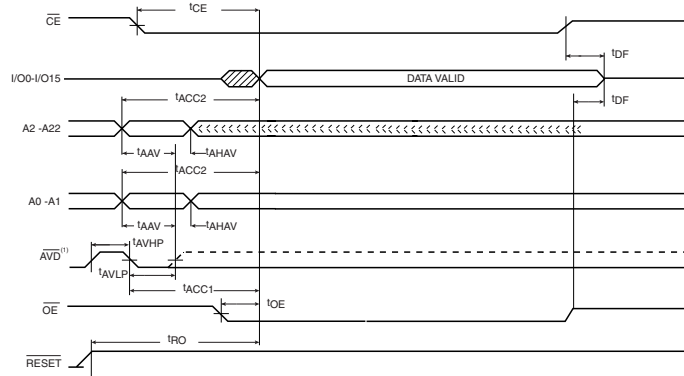 tCE
CE
tDF
I/O0-I/O15
DATA VALID
tACC2
tDF
A2 -A22
tAAV
tAHAV
tACC2
A0 -A1
tAAV
tAHAV
AVD(1)
tAVHP
tAVLP
tACC1
tOE
OE
tRO
RESET